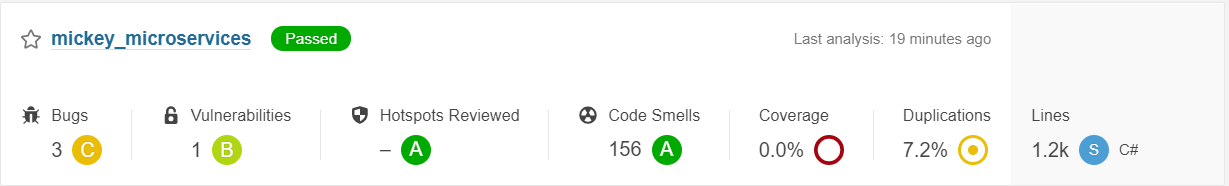 mickey_microservices Passed Last analysis: 19 minutes ago
Bugs Vulnerabilities Hotspots Reviewed Code Smells Coverage Duplications Lines
3 C 1 B – A 156 A 0.0% 7.2% 1.2k S C#